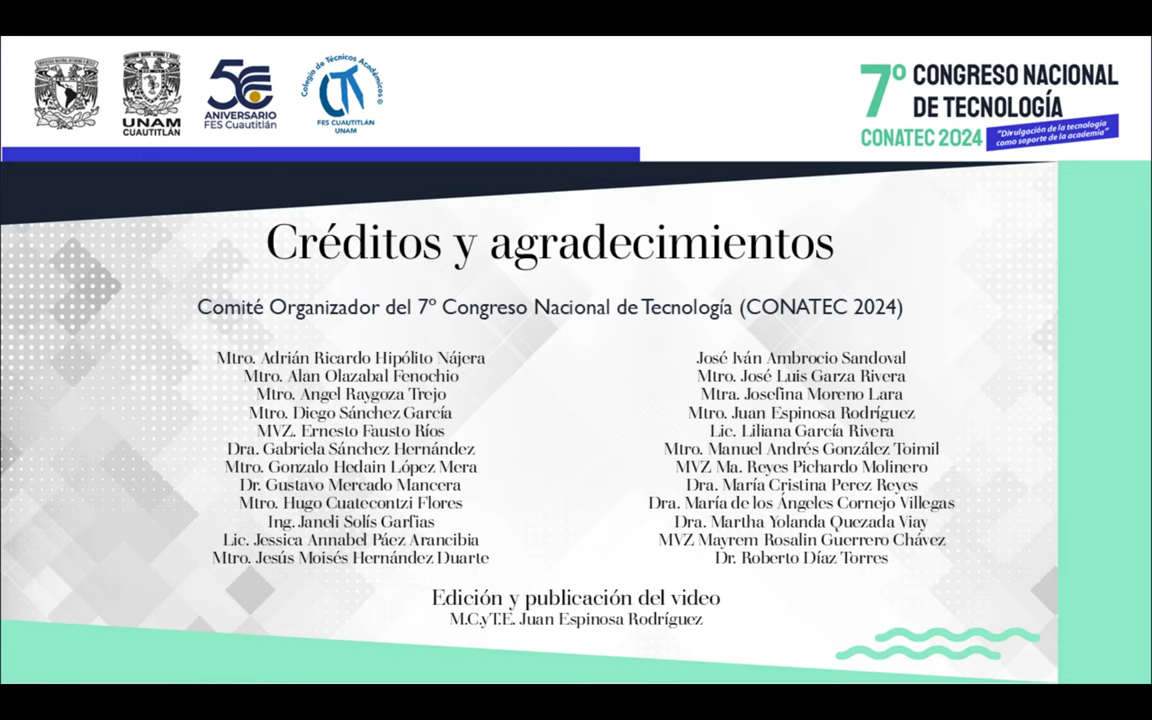 UNAM
CUAUTITLÁN
50
ANIVERSARIO
FES Cuautitlán
Colegio de Técnicos Académicos ®
CTA
FES CUAUTITLÁN
UNAM
7º CONGRESO NACIONAL
DE TECNOLOGÍA
CONATEC 2024
"Divulgación de la tecnología
como soporte de la academia"
Créditos y agradecimientos
Comité Organizador del 7º Congreso Nacional de Tecnología (CONATEC 2024)
Mtro. Adrián Ricardo Hipólito Nájera
Mtro. Alan Olazabal Fenochio
Mtro. Angel Raygoza Trejo
Mtro. Diego Sánchez García
MVZ. Ernesto Fausto Ríos
Dra. Gabriela Sánchez Hernández
Mtro. Gonzalo Hedain López Mera
Dr. Gustavo Mercado Mancera
Mtro. Hugo Cuatecontzi Flores
Ing. Janeli Solís Garfias
Lic. Jessica Annabel Páez Arancibia
Mtro. Jesús Moisés Hernández Duarte
José Iván Ambrocio Sandoval
Mtro. José Luis Garza Rivera
Mtra. Josefina Moreno Lara
Mtro. Juan Espinosa Rodríguez
Lic. Liliana García Rivera
Mtro. Manuel Andrés González Toimil
MVZ Ma. Reyes Pichardo Molinero
Dra. María Cristina Perez Reyes
Dra. María de los Ángeles Cornejo Villegas
Dra. Martha Yolanda Quezada Viay
MVZ Mayrem Rosalin Guerrero Chávez
Dr. Roberto Díaz Torres
Edición y publicación del video
M.C.yT.E. Juan Espinosa Rodríguez